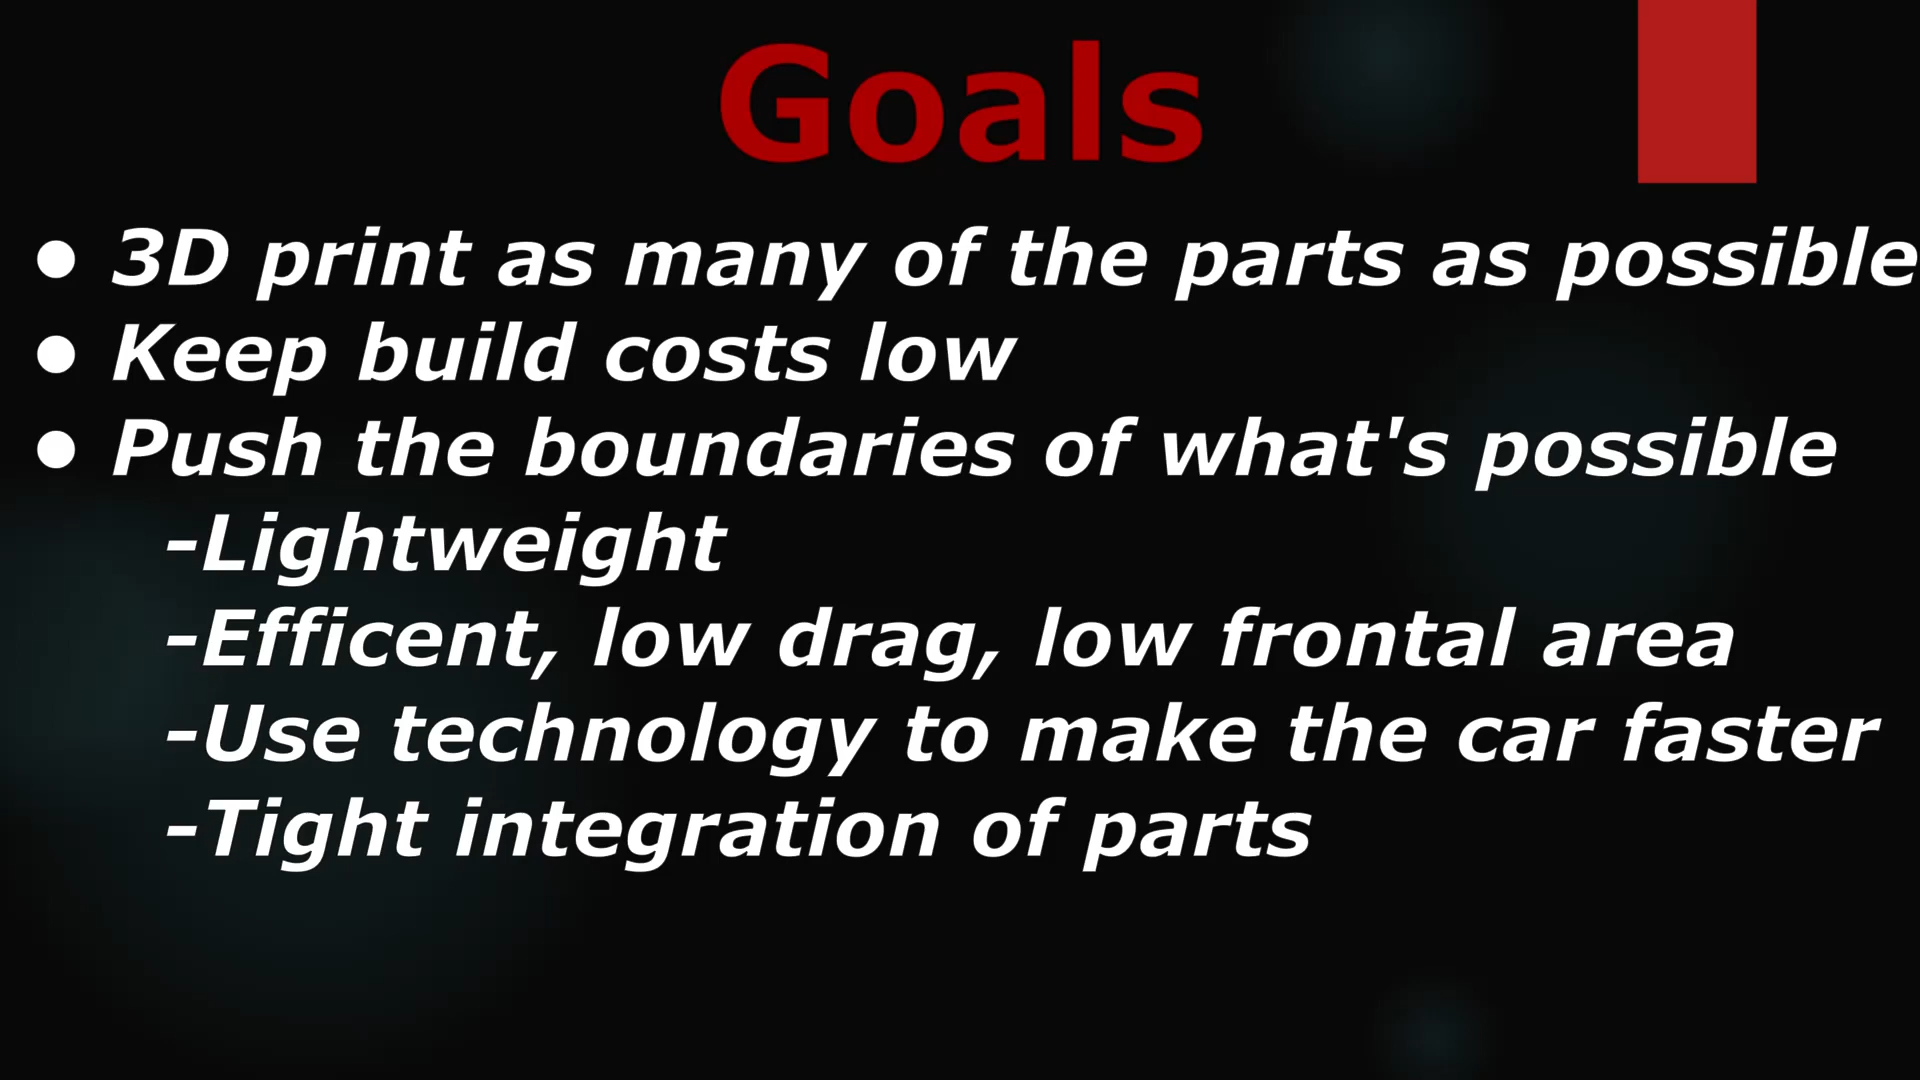 Goals
● 3D print as many of the parts as possible
● Keep build costs low
● Push the boundaries of what's possible
-Lightweight
-Efficent, low drag, low frontal area
-Use technology to make the car faster
-Tight integration of parts